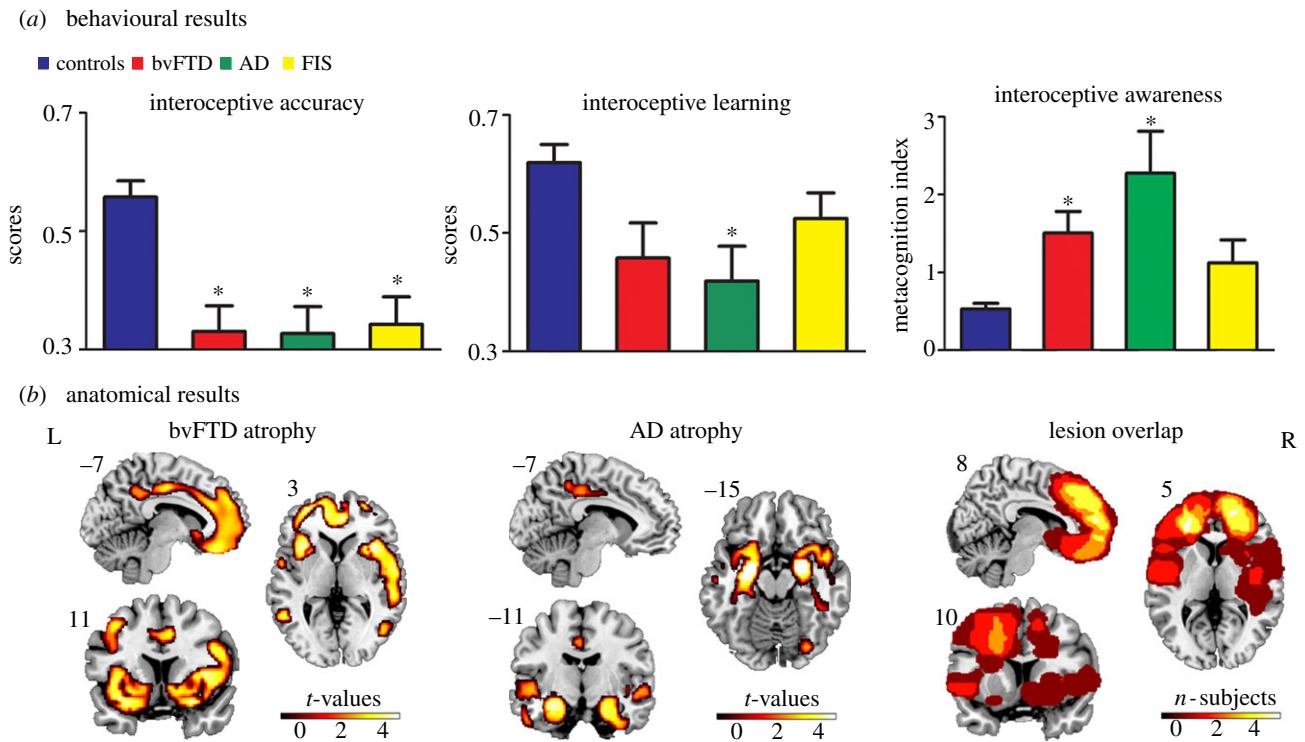 (a) behavioural results
controls bvFTD AD FIS
interoceptive accuracy
0.7
0.5
0.3
scores
* * *
interoceptive learning
0.7
0.5
0.3
scores
*
interoceptive awareness
3
2
1
0
metacognition index
* *
(b) anatomical results
L
bvFTD atrophy
–7
3
11
t-values
0 2 4
AD atrophy
–7
–15
–11
t-values
0 2 4
lesion overlap
R
8
5
10
n-subjects
0 2 4